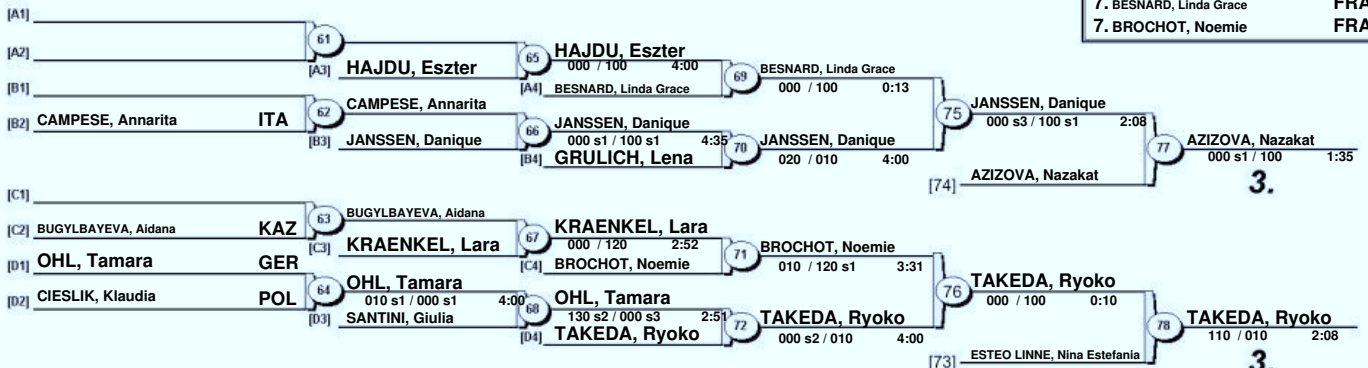 7. BESNARD, Linda Grace FRA
7. BROCHOT, Noemie FRA
[A1]
61
[A2]
[A3] HAJDU, Eszter
65
HAJDU, Eszter
000 / 100 4:00
[A4] BESNARD, Linda Grace
69
BESNARD, Linda Grace
000 / 100 0:13
[B1]
62
[B2] CAMPESE, Annarita ITA
CAMPESE, Annarita
[B3] JANSSEN, Danique
66
JANSSEN, Danique
000 s1 / 100 s1 4:35
[B4] GRULICH, Lena
70
JANSSEN, Danique
020 / 010 4:00
75
JANSSEN, Danique
000 s3 / 100 s1 2:08
[74] AZIZOVA, Nazakat
77
AZIZOVA, Nazakat
000 s1 / 100 1:35
3.
[C1]
63
[C2] BUGYLBAYEVA, Aidana KAZ
BUGYLBAYEVA, Aidana
[C3] KRAENKEL, Lara
67
KRAENKEL, Lara
000 / 120 2:52
[C4] BROCHOT, Noemie
71
BROCHOT, Noemie
010 / 120 s1 3:31
[D1] OHL, Tamara GER
64
[D2] CIESLIK, Klaudia POL
OHL, Tamara
010 s1 / 000 s1 4:00
[D3] SANTINI, Giulia
68
OHL, Tamara
130 s2 / 000 s3 2:51
[D4] TAKEDA, Ryoko
72
TAKEDA, Ryoko
000 s2 / 010 4:00
76
TAKEDA, Ryoko
000 / 100 0:10
[73] ESTEO LINNE, Nina Estefania
78
TAKEDA, Ryoko
110 / 010 2:08
3.